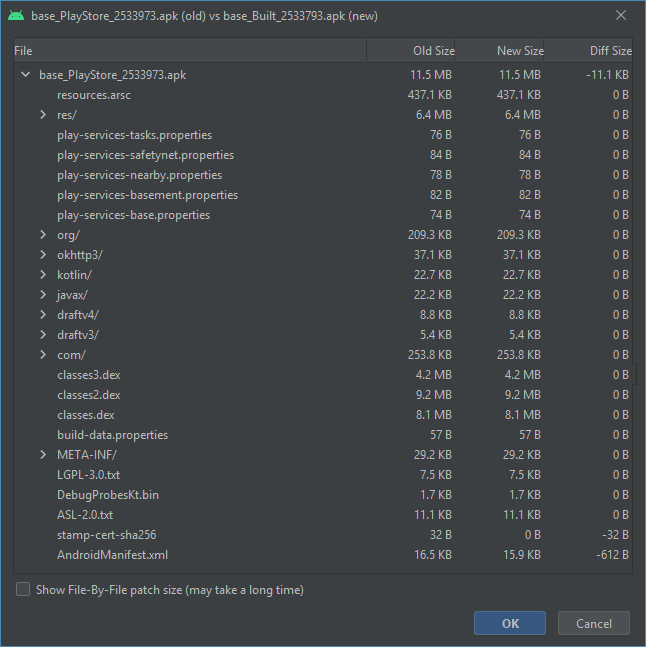 base_PlayStore_2533973.apk (old) vs base_Built_2533793.apk (new)
File Old Size New Size Diff Size
base_PlayStore_2533973.apk 11.5 MB 11.5 MB -11.1 KB
resources.arsc 437.1 KB 437.1 KB 0 B
res/ 6.4 MB 6.4 MB 0 B
play-services-tasks.properties 76 B 76 B 0 B
play-services-safetynet.properties 84 B 84 B 0 B
play-services-nearby.properties 78 B 78 B 0 B
play-services-basement.properties 82 B 82 B 0 B
play-services-base.properties 74 B 74 B 0 B
org/ 209.3 KB 209.3 KB 0 B
okhttp3/ 37.1 KB 37.1 KB 0 B
kotlin/ 22.7 KB 22.7 KB 0 B
javax/ 22.2 KB 22.2 KB 0 B
draftv4/ 8.8 KB 8.8 KB 0 B
draftv3/ 5.4 KB 5.4 KB 0 B
com/ 253.8 KB 253.8 KB 0 B
classes3.dex 4.2 MB 4.2 MB 0 B
classes2.dex 9.2 MB 9.2 MB 0 B
classes.dex 8.1 MB 8.1 MB 0 B
build-data.properties 57 B 57 B 0 B
META-INF/ 29.2 KB 29.2 KB 0 B
LGPL-3.0.txt 7.5 KB 7.5 KB 0 B
DebugProbesKt.bin 1.7 KB 1.7 KB 0 B
ASL-2.0.txt 11.1 KB 11.1 KB 0 B
stamp-cert-sha256 32 B 0 B -32 B
AndroidManifest.xml 16.5 KB 15.9 KB -612 B
Show File-By-File patch size (may take a long time)
OK Cancel